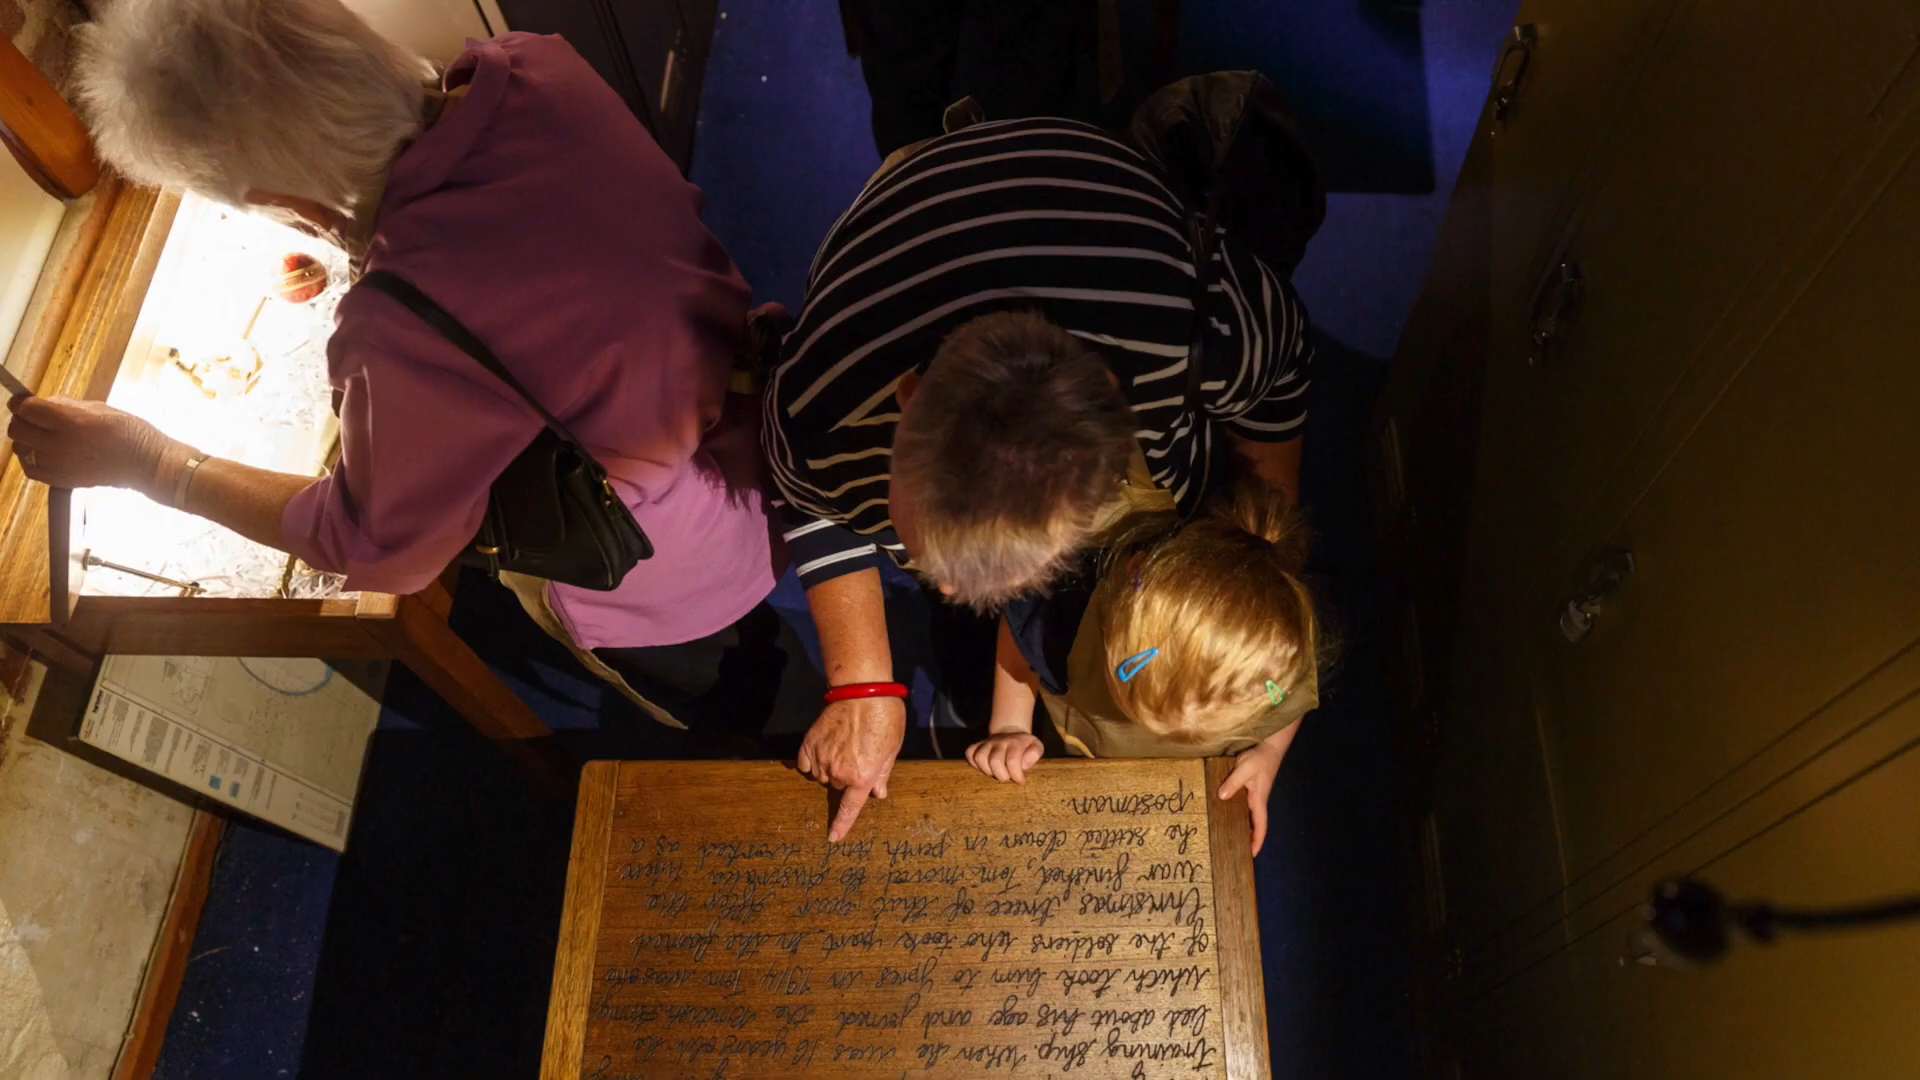 training ship. When he was 16 years old he
lied about his age and joined the British Army
which took him to Ypres in 1914. Tom was one
of the soldiers who took part in the famed
Christmas truce of that year. After the
war finished, Tom moved to Australia, when
he settled down in perth and worked as a
postman.